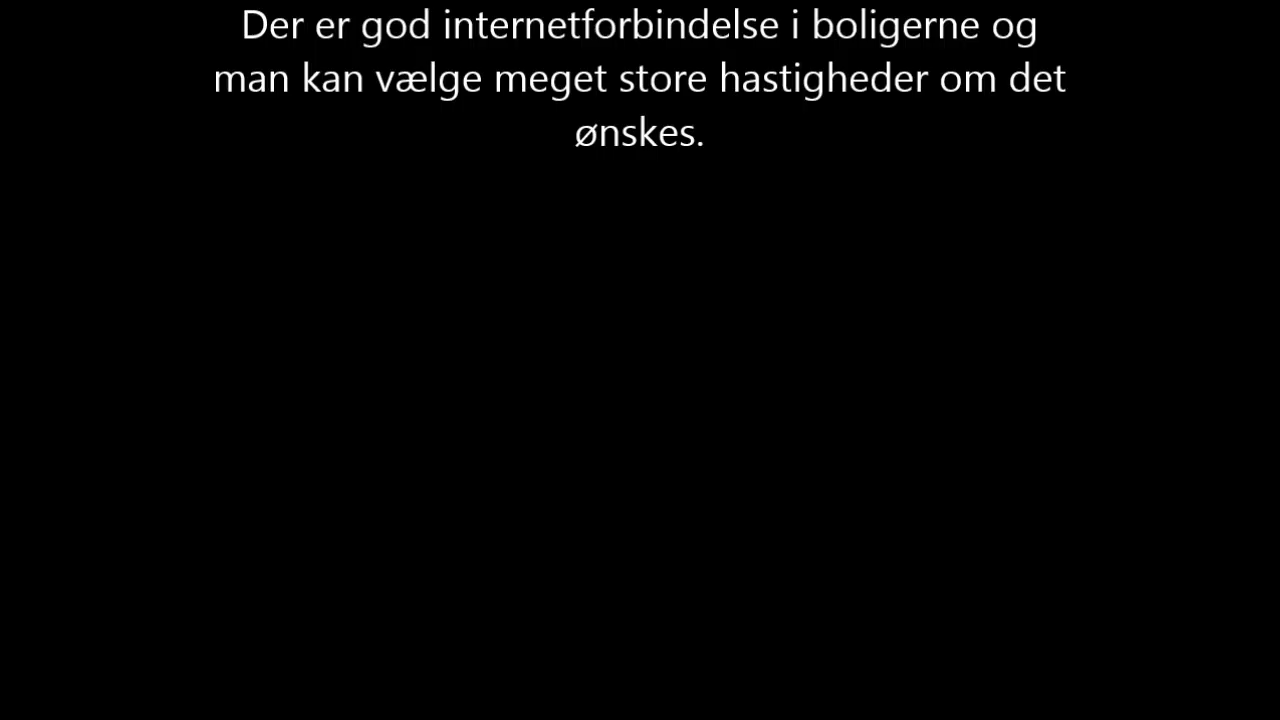 Der er god internetforbindelse i boligerne og
man kan vælge meget store hastigheder om det
ønskes.